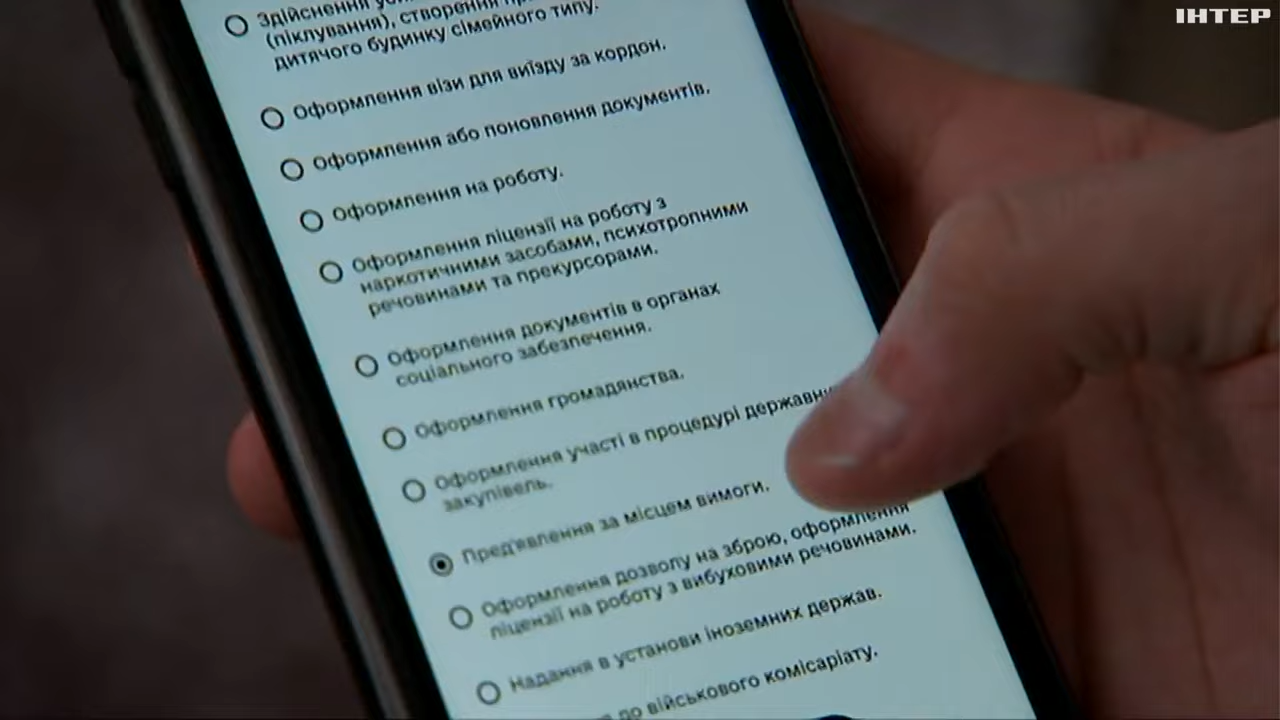 ІНТЕР
Здійснення
(піклування), створення
дитячого будинку сімейного типу.
Оформлення візи для виїзду за кордон.
Оформлення або поновлення документів.
Оформлення на роботу.
Оформлення ліцензії на роботу з
наркотичними засобами, психотропними
речовинами та прекурсорами.
Оформлення документів в органах
соціального забезпечення.
Оформлення громадянства.
Оформлення участі в процедурі
закупівель.
Пред'явлення за місцем вимоги.
Оформлення дозволу на зброю, оформлення
ліцензії на роботу з вибуховими речовинами.
Надання в установи іноземних держав.
до військового комісаріату.